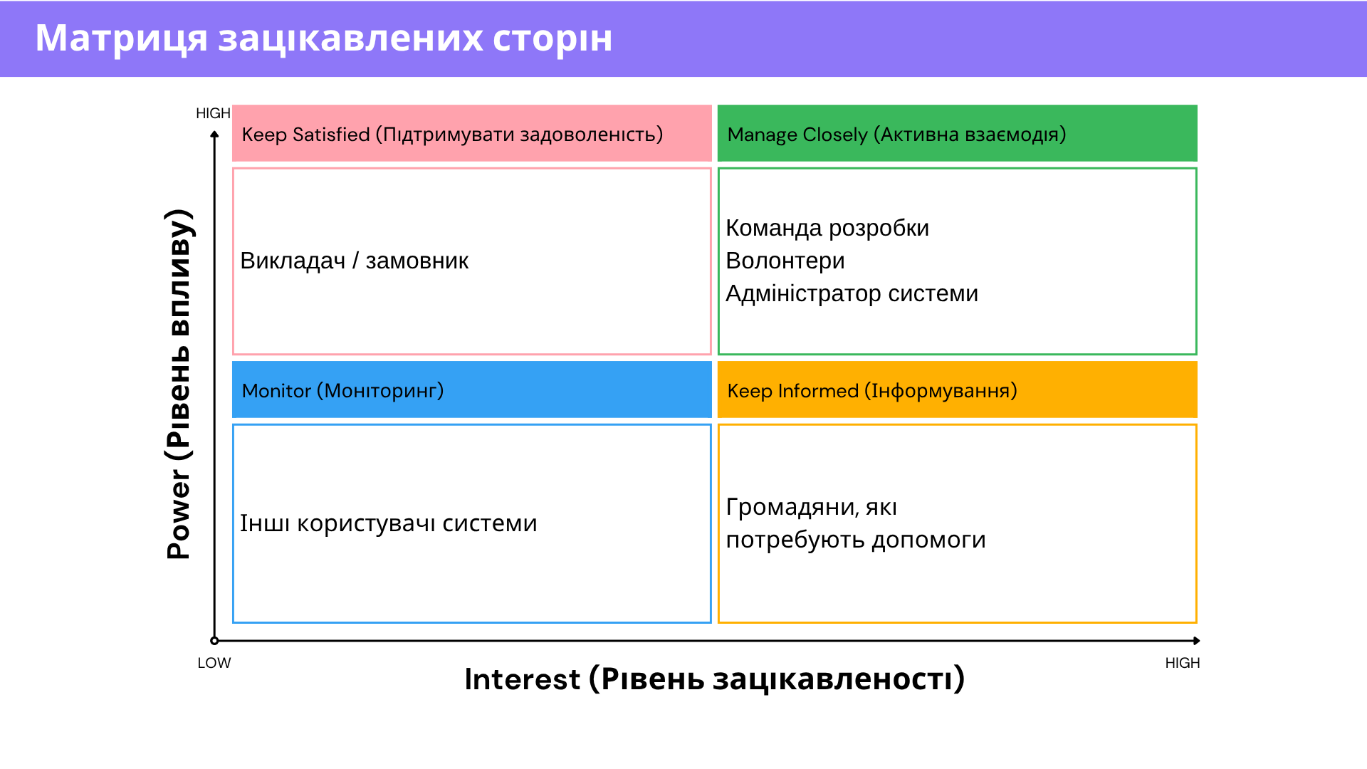 Матриця зацікавлених сторін
HIGH
Keep Satisfied (Підтримувати задоволеність)
Manage Closely (Активна взаємодія)
Викладач / замовник
Команда розробки
Волонтери
Адміністратор системи
Power (Рівень впливу)
Monitor (Моніторинг)
Keep Informed (Інформування)
Інші користувачі системи
Громадяни, які
потребують допомоги
LOW
HIGH
Interest (Рівень зацікавленості)